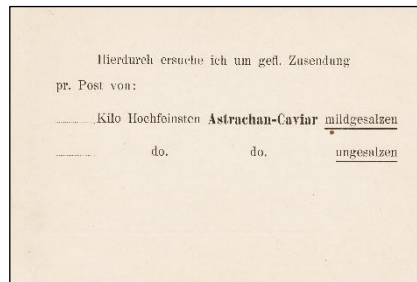 Hierdurch ersuche ich um gefl. Zusendung
pr. Post von:
............ Kilo Hochfeinsten Astrachan-Caviar mildgesalzen
............ do. do. ungesalzen